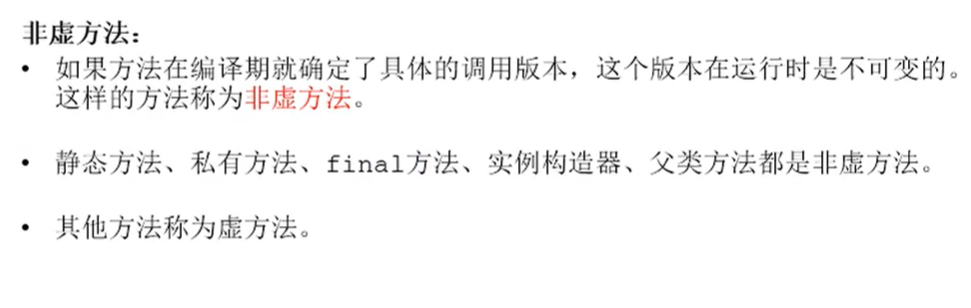 非虚方法：
• 如果方法在编译期就确定了具体的调用版本，这个版本在运行时是不可变的。
这样的方法称为非虚方法。
• 静态方法、私有方法、final方法、实例构造器、父类方法都是非虚方法。
• 其他方法称为虚方法。